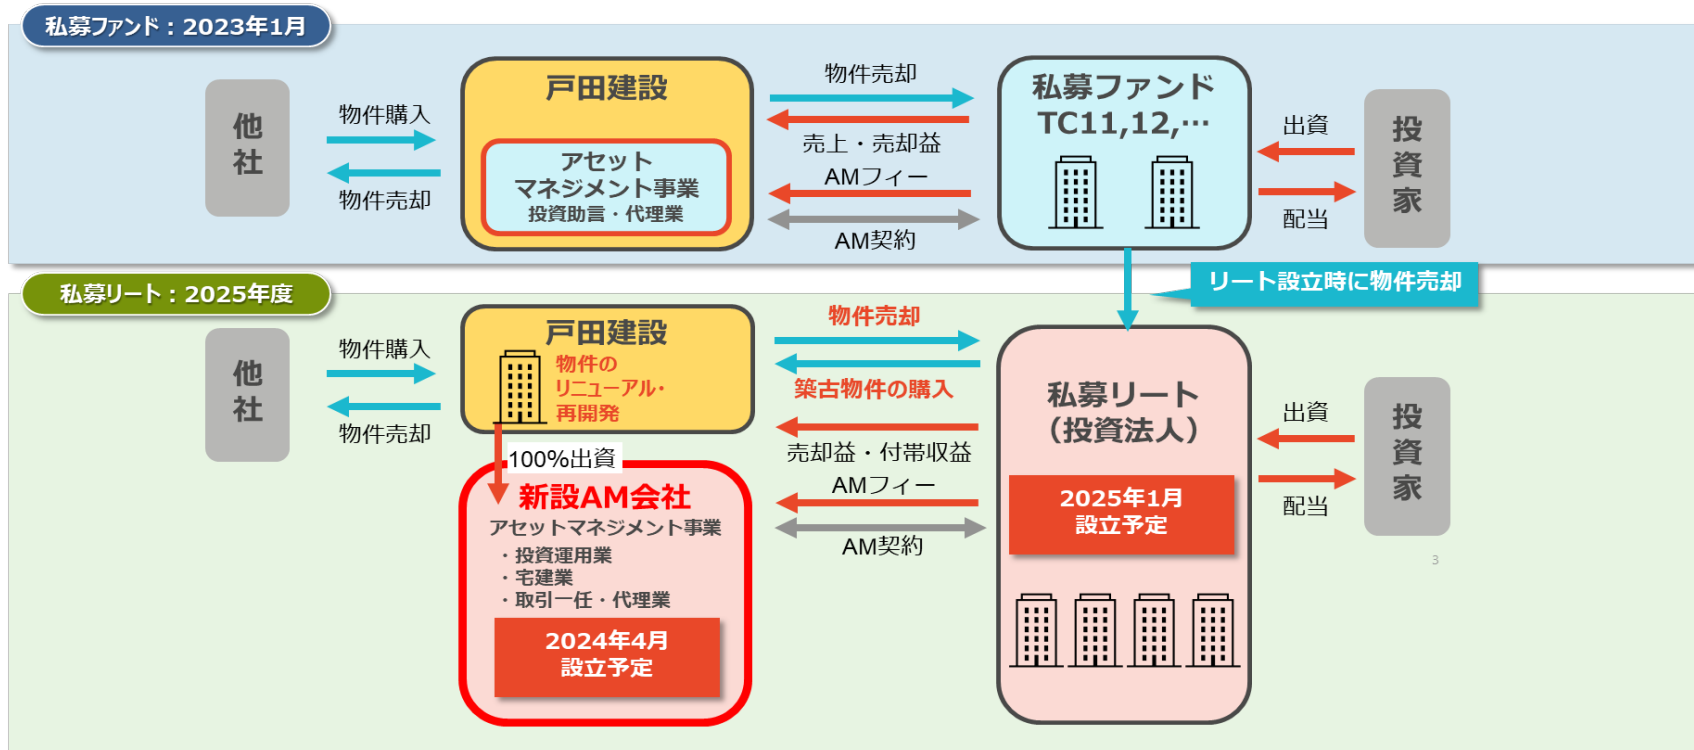 私募ファンド：2023年1月
他社
物件購入
物件売却
戸田建設
アセット
マネジメント事業
投資助言・代理業
物件売却
売上・売却益
AMフィー
AM契約
私募ファンド
TC11,12,…
出資
配当
投資家
リート設立時に物件売却
私募リート：2025年度
他社
物件購入
物件売却
戸田建設
物件の
リニューアル・
再開発
100%出資
新設AM会社
アセットマネジメント事業
・投資運用業
・宅建業
・取引一任・代理業
2024年4月
設立予定
物件売却
築古物件の購入
売却益・付帯収益
AMフィー
AM契約
私募リート
（投資法人）
2025年1月
設立予定
出資
配当
投資家
3